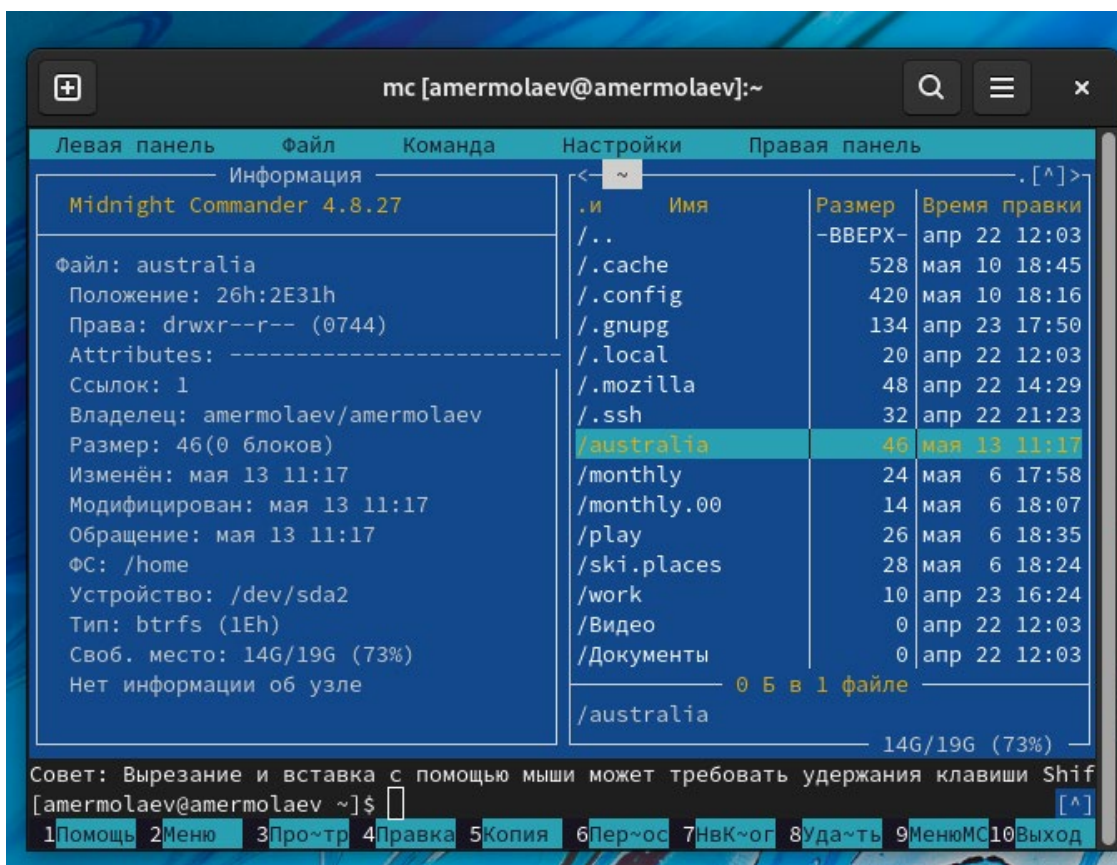 mc [amermolaev@amermolaev]:~
Левая панель Файл Команда Настройки Правая панель
Информация
Midnight Commander 4.8.27
Файл: australia
Положение: 26h:2E31h
Права: drwxr--r-- (0744)
Attributes: -------------------------
Ссылок: 1
Владелец: amermolaev/amermolaev
Размер: 46(0 блоков)
Изменён: мая 13 11:17
Модифицирован: мая 13 11:17
Обращение: мая 13 11:17
ФС: /home
Устройство: /dev/sda2
Тип: btrfs (1Eh)
Своб. место: 14G/19G (73%)
Нет информации об узле
<— ~ .[^]>
.и Имя Размер Время правки
/.. -ВВЕРХ- апр 22 12:03
/.cache 528 мая 10 18:45
/.config 420 мая 10 18:16
/.gnupg 134 апр 23 17:50
/.local 20 апр 22 12:03
/.mozilla 48 апр 22 14:29
/.ssh 32 апр 22 21:23
/australia 46 мая 13 11:17
/monthly 24 мая 6 17:58
/monthly.00 14 мая 6 18:07
/play 26 мая 6 18:35
/ski.places 28 мая 6 18:24
/work 10 апр 23 16:24
/Видео 0 апр 22 12:03
/Документы 0 апр 22 12:03
0 Б в 1 файле
/australia
14G/19G (73%)
Совет: Вырезание и вставка с помощью мыши может требовать удержания клавиши Shif
[amermolaev@amermolaev ~]$ [^]
1Помощь 2Меню 3Про~тр 4Правка 5Копия 6Пер~ос 7НвК~ог 8Уда~ть 9МенюMC 10Выход